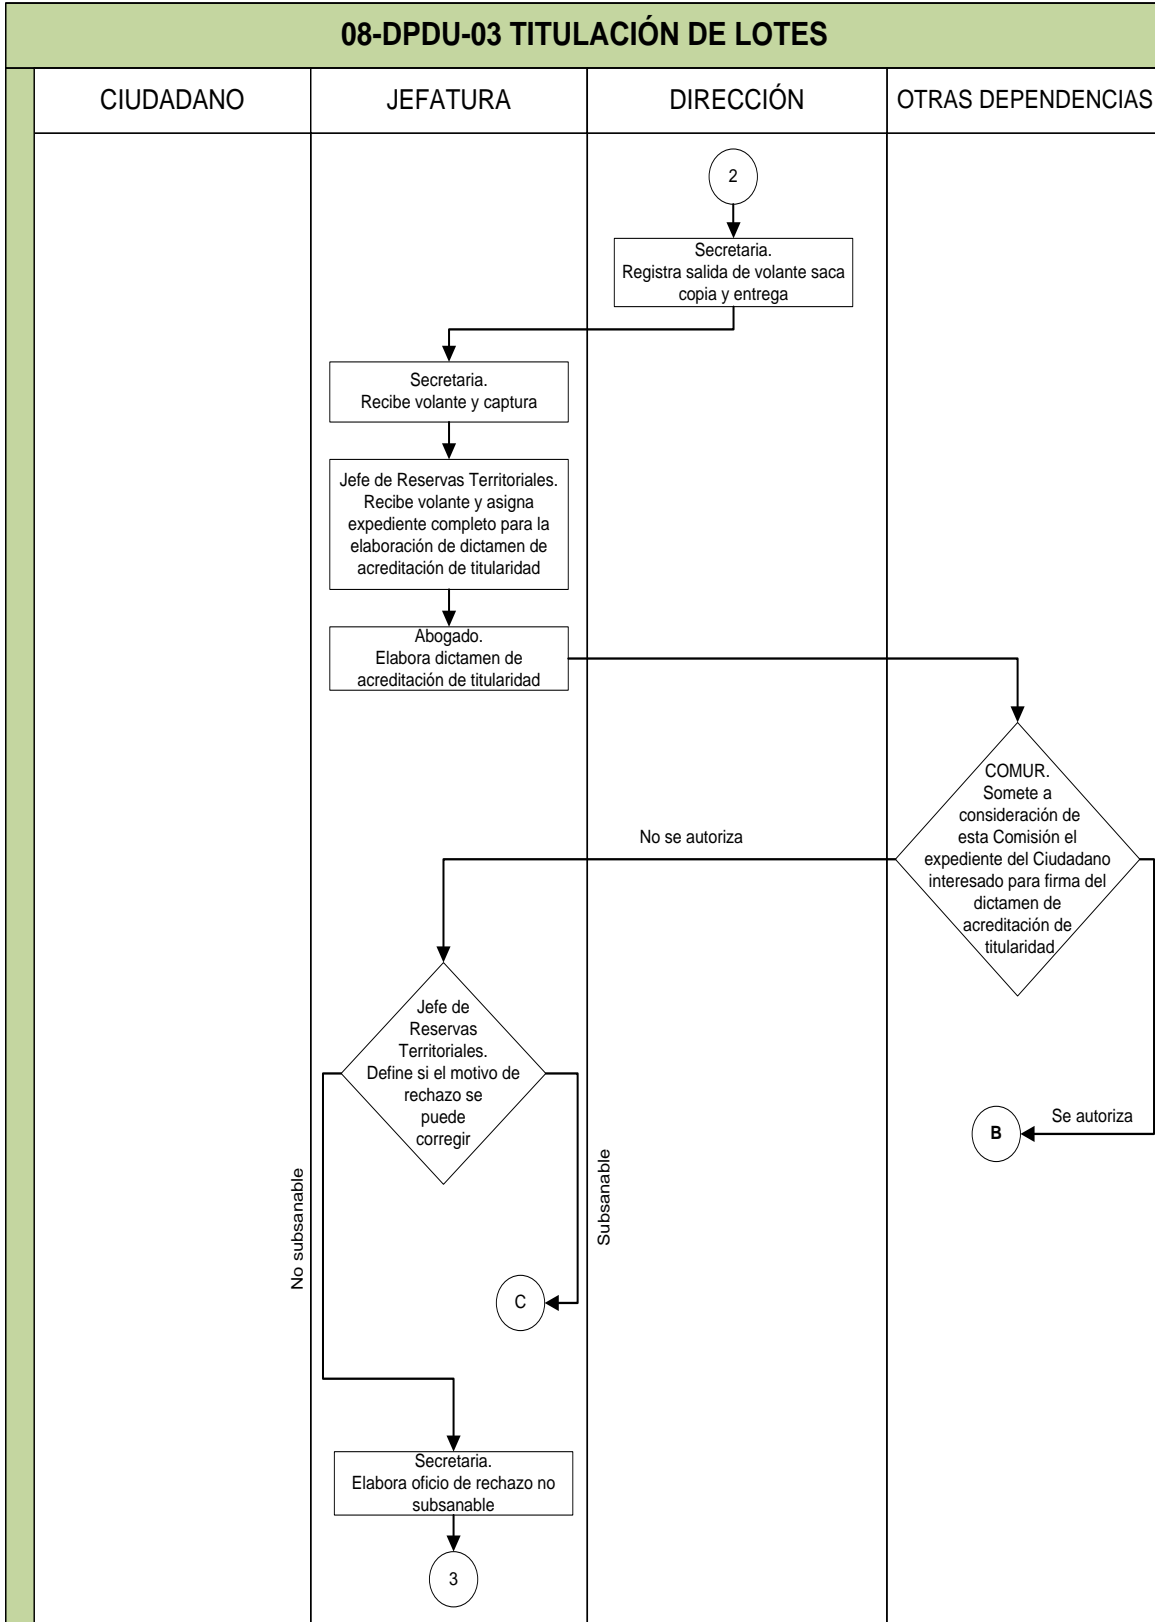 08-DPDU-03 TITULACIÓN DE LOTES
CIUDADANO
JEFATURA
DIRECCIÓN
OTRAS DEPENDENCIAS
2
Secretaria.
Registra salida de volante saca
copia y entrega
Secretaria.
Recibe volante y captura
Jefe de Reservas Territoriales.
Recibe volante y asigna
expediente completo para la
elaboración de dictamen de
acreditación de titularidad
Abogado.
Elabora dictamen de
acreditación de titularidad
COMUR.
Somete a
consideración de
esta Comisión el
expediente del Ciudadano
interesado para firma del
dictamen de
acreditación de
titularidad
No se autoriza
Se autoriza
B
Jefe de
Reservas
Territoriales.
Define si el motivo de
rechazo se
puede
corregir
No subsanable
Subsanable
C
Secretaria.
Elabora oficio de rechazo no
subsanable
3